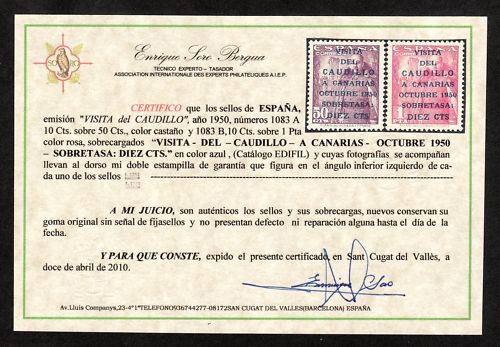 SORO
Enrique Soro Bergua
TECNICO EXPERTO - TASADOR
ASSOCIATION INTERNATIONALE DES EXPERTS PHILATELIQUES A.I.E.P.
ESPAÑA
VISITA
DEL
CAUDILLO
A CANARIAS
OCTUBRE 1950
SOBRETASA:
DIEZ CTS
50
ESPAÑA
VISITA
DEL
CAUDILLO
A CANARIAS
OCTUBRE 1950
SOBRETASA:
DIEZ CTS
1
CERTIFICO que los sellos de ESPAÑA,
emisión "VISITA del CAUDILLO", año 1950, números 1083 A
10 Cts. sobre 50 Cts., color castaño y 1083 B,10 Cts. sobre 1 Pta
color rosa, sobrecargados "VISITA - DEL - CAUDILLO – A CANARIAS - OCTUBRE 1950
– SOBRETASA: DIEZ CTS." en color azul , (Catálogo EDIFIL) y cuyas fotografías se acompañan
llevan al dorso mi doble estampilla de garantía que figura en el ángulo inferior izquierdo de ca-
da uno de los sellos
A MI JUICIO, son auténticos los sellos y sus sobrecargas, nuevos conservan su
goma original sin señal de fijasellos y no presentan defecto ni reparación alguna hasta el día de la
fecha.
Y PARA QUE CONSTE, expido el presente certificado, en Sant Cugat del Vallès, a
doce de abril de 2010.
Enrique Soro
Av.Lluis Companys,23-4º1ªTELEFONO936744277-08172SAN CUGAT DEL VALLES(BARCELONA) ESPAÑA